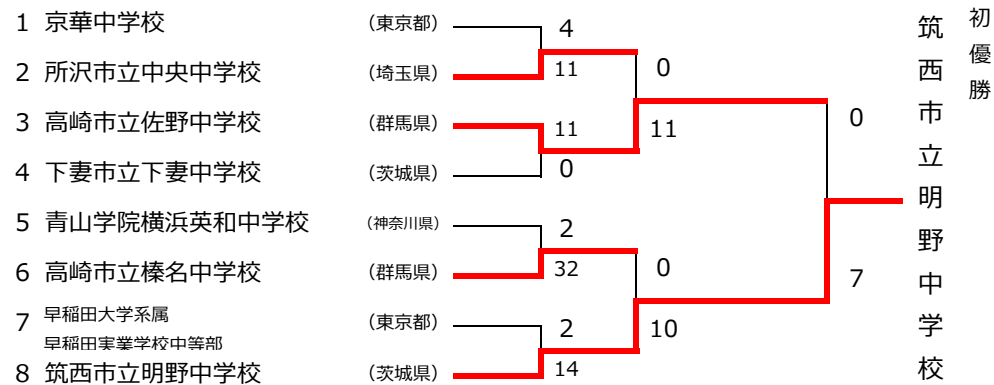 1 京華中学校 （東京都）
4
2 所沢市立中央中学校 （埼玉県）
11
0
3 高崎市立佐野中学校 （群馬県）
11
11
4 下妻市立下妻中学校 （茨城県）
0
0
5 青山学院横浜英和中学校 （神奈川県）
2
6 高崎市立榛名中学校 （群馬県）
32
0
7
7 早稲田大学系属
早稲田実業学校中等部
（東京都）
2
10
8 筑西市立明野中学校 （茨城県）
14
筑西市立明野中学校
初優勝